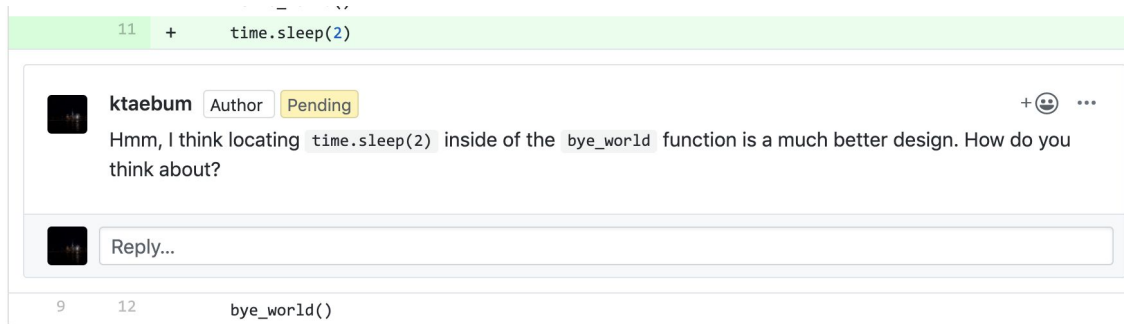 11 + time.sleep(2)
ktaebum Author Pending
Hmm, I think locating time.sleep(2) inside of the bye_world function is a much better design. How do you
think about?
Reply...
9 12 bye_world()